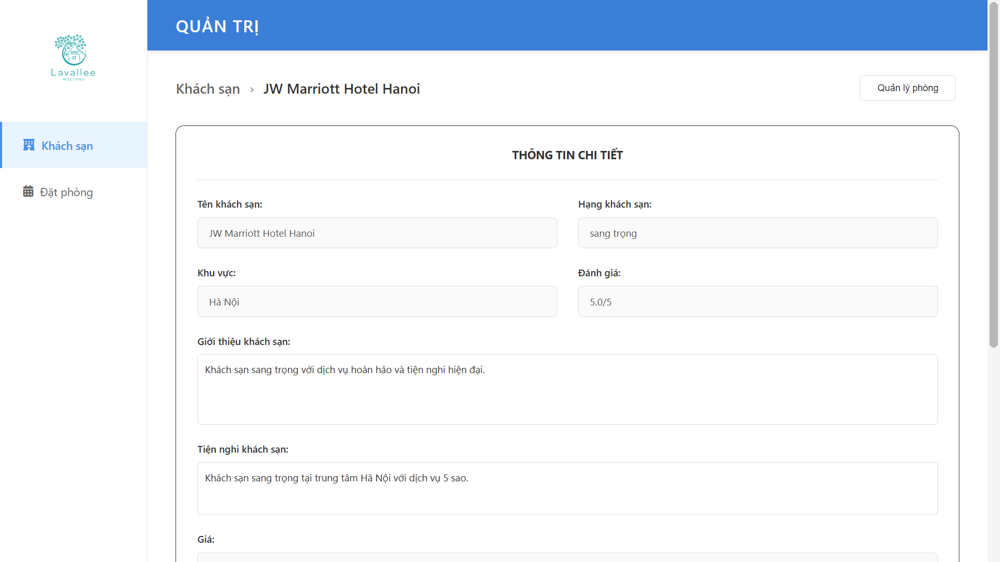 Lavallee
MOCCHAU
Khách sạn
Đặt phòng
QUẢN TRỊ
Khách sạn › JW Marriott Hotel Hanoi
Quản lý phòng
THÔNG TIN CHI TIẾT
Tên khách sạn:
JW Marriott Hotel Hanoi
Hạng khách sạn:
sang trọng
Khu vực:
Hà Nội
Đánh giá:
5.0/5
Giới thiệu khách sạn:
Khách sạn sang trọng với dịch vụ hoàn hảo và tiện nghi hiện đại.
Tiện nghi khách sạn:
Khách sạn sang trọng tại trung tâm Hà Nội với dịch vụ 5 sao.
Giá: